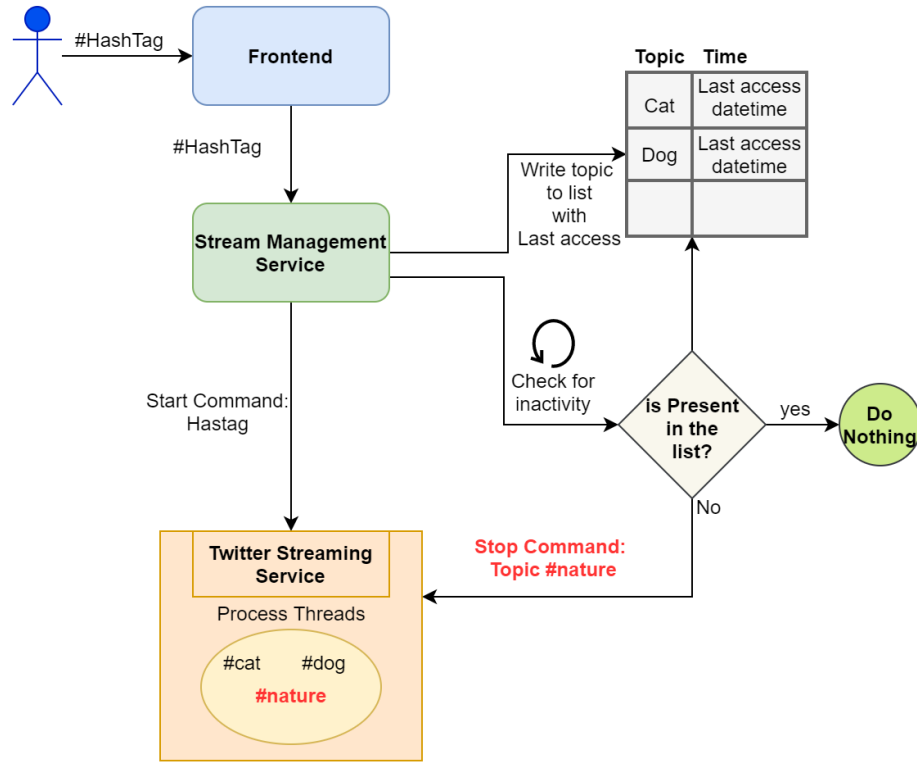 #HashTag
Frontend
Topic Time
Cat
Last access
datetime
Dog
Last access
datetime
#HashTag
Write topic
to list
with
Last access
Stream Management
Service
Check for
inactivity
is Present
in the
list?
yes
Do
Nothing
No
Start Command:
Hastag
Stop Command:
Topic #nature
Twitter Streaming
Service
Process Threads
#cat #dog
#nature